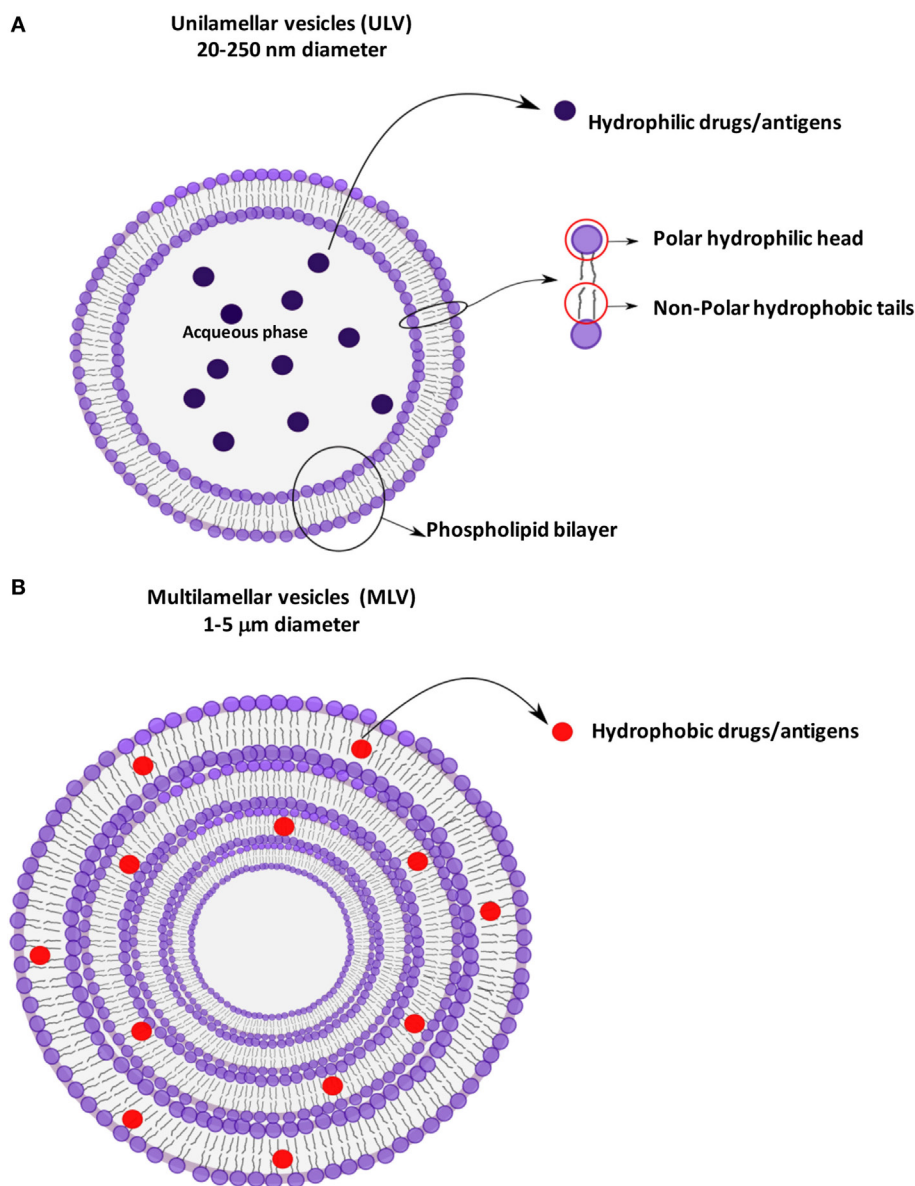 A
Unilamellar vesicles (ULV)
20-250 nm diameter
Hydrophilic drugs/antigens
Polar hydrophilic head
Non-Polar hydrophobic tails
Acqueous phase
Phospholipid bilayer
B
Multilamellar vesicles (MLV)
1-5 μm diameter
Hydrophobic drugs/antigens